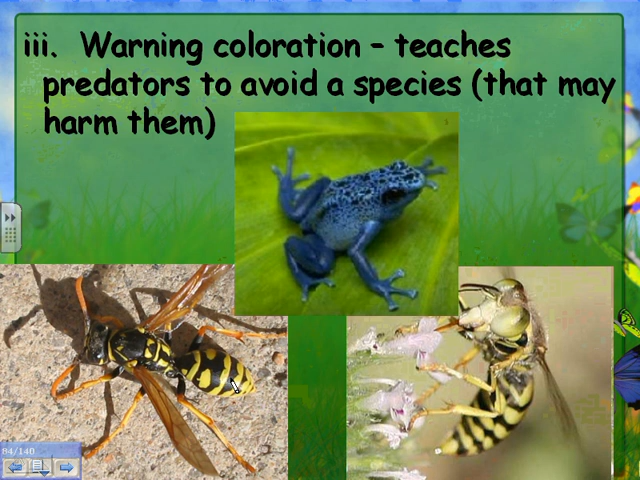 iii. Warning coloration – teaches
predators to avoid a species (that may
harm them)
84/140